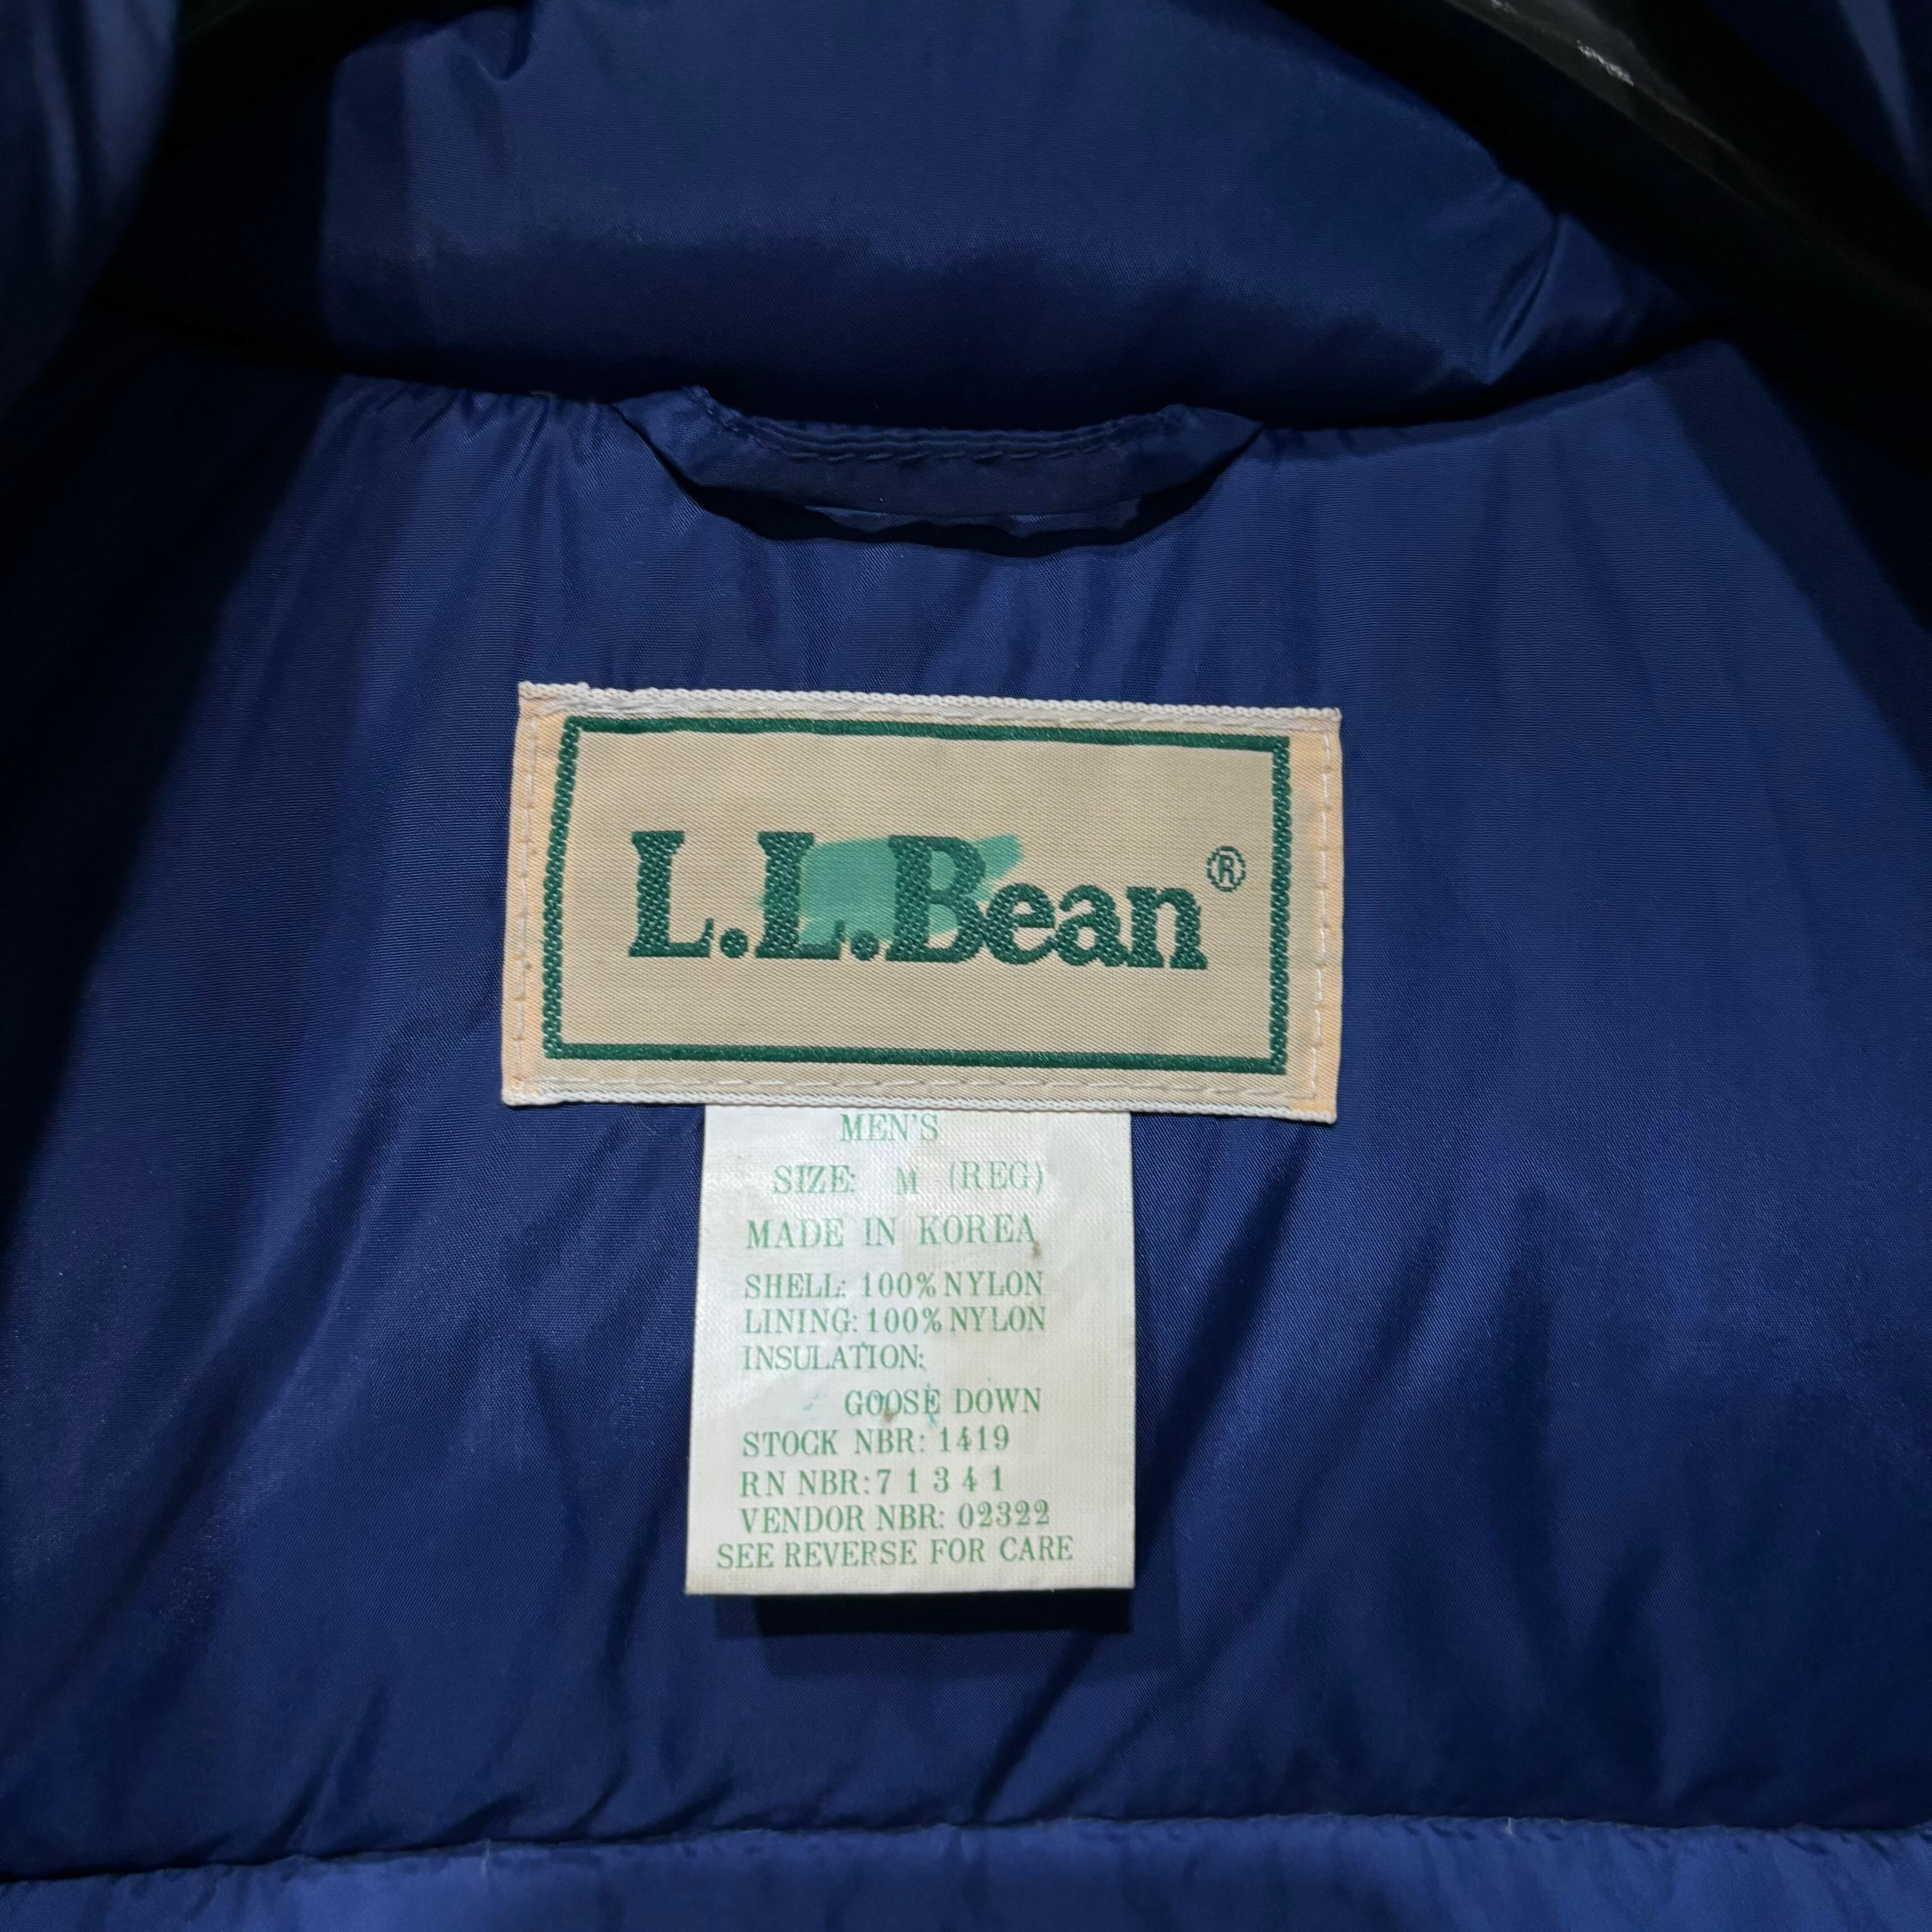 L.L.Bean®
MEN'S
SIZE: M (REG)
MADE IN KOREA
SHELL: 100% NYLON
LINING: 100% NYLON
INSULATION:
GOOSE DOWN
STOCK NBR: 1419
RN NBR: 7 1 3 4 1
VENDOR NBR: 02322
SEE REVERSE FOR CARE